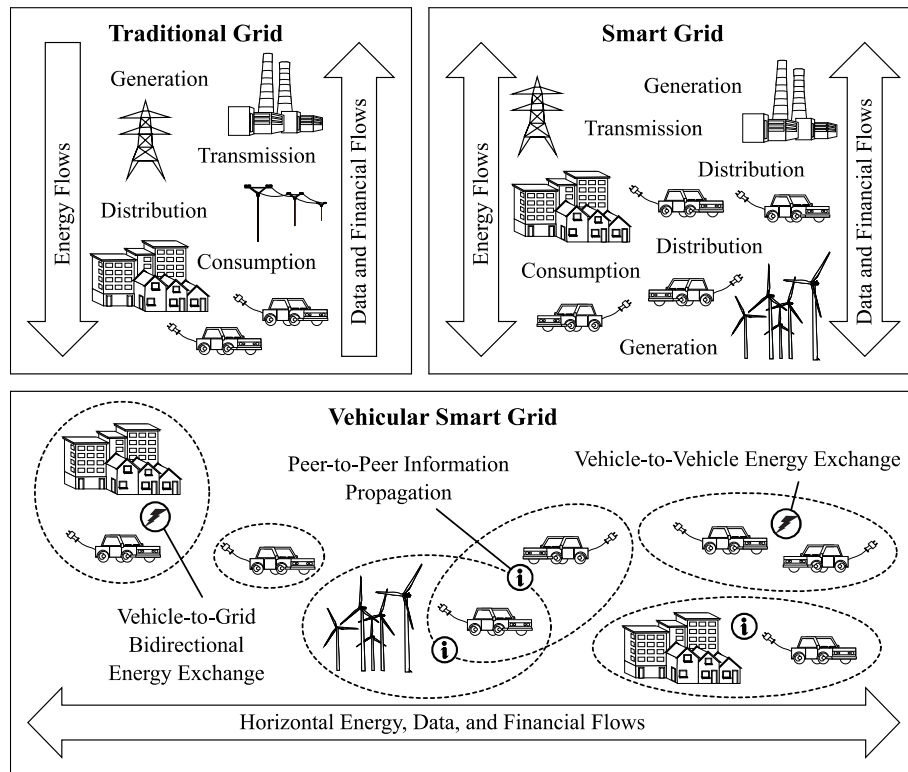 Traditional Grid
Energy Flows
Generation
Transmission
Distribution
Consumption
Data and Financial Flows
Smart Grid
Energy Flows
Generation
Transmission
Distribution
Distribution
Consumption
Generation
Data and Financial Flows
Vehicular Smart Grid
Peer-to-Peer Information
Propagation
Vehicle-to-Vehicle Energy Exchange
i
i
i
Vehicle-to-Grid
Bidirectional
Energy Exchange
Horizontal Energy, Data, and Financial Flows